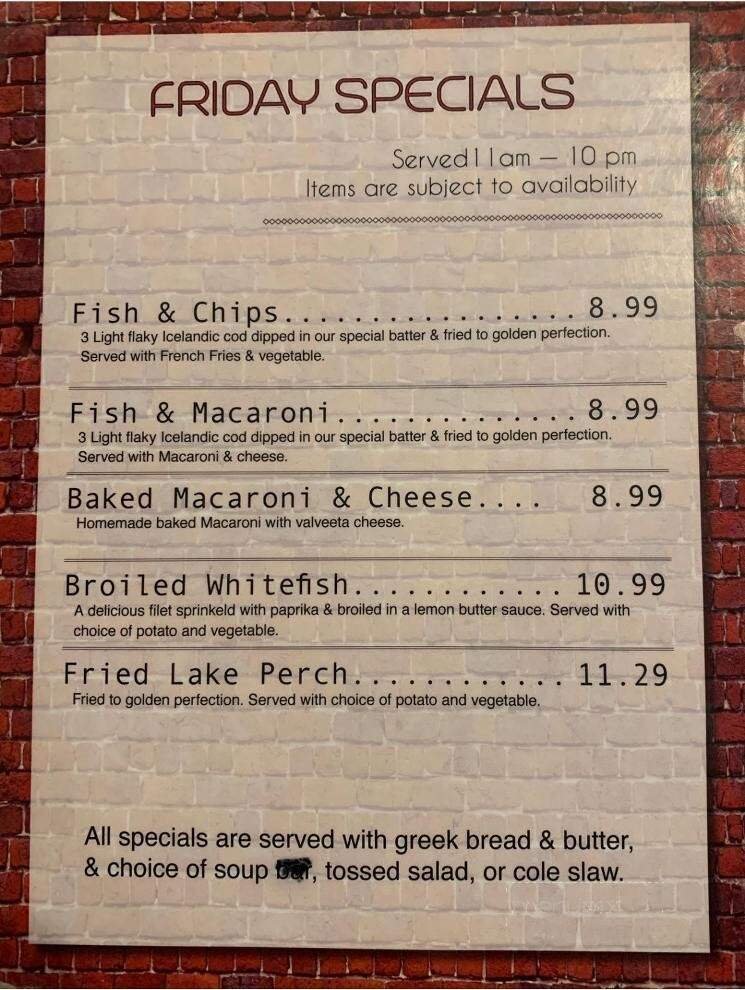 FRIDAY SPECIALS
Served 11am – 10 pm
Items are subject to availability
Fish & Chips................. 8.99
3 Light flaky Icelandic cod dipped in our special batter & fried to golden perfection.
Served with French Fries & vegetable.
Fish & Macaroni.............. 8.99
3 Light flaky Icelandic cod dipped in our special batter & fried to golden perfection.
Served with Macaroni & cheese.
Baked Macaroni & Cheese.... 8.99
Homemade baked Macaroni with valveeta cheese.
Broiled Whitefish............ 10.99
A delicious filet sprinkeld with paprika & broiled in a lemon butter sauce. Served with
choice of potato and vegetable.
Fried Lake Perch............ 11.29
Fried to golden perfection. Served with choice of potato and vegetable.
All specials are served with greek bread & butter,
& choice of soup , tossed salad, or cole slaw.